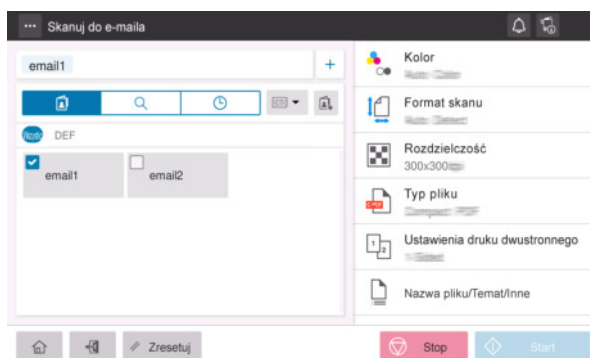 Skanuj do e-maila
email1
DEF
email1
email2
Kolor
Format skanu
Rozdzielczość
300x300
Typ pliku
Ustawienia druku dwustronnego
Nazwa pliku/Temat/Inne
Zresetuj
Stop
Start